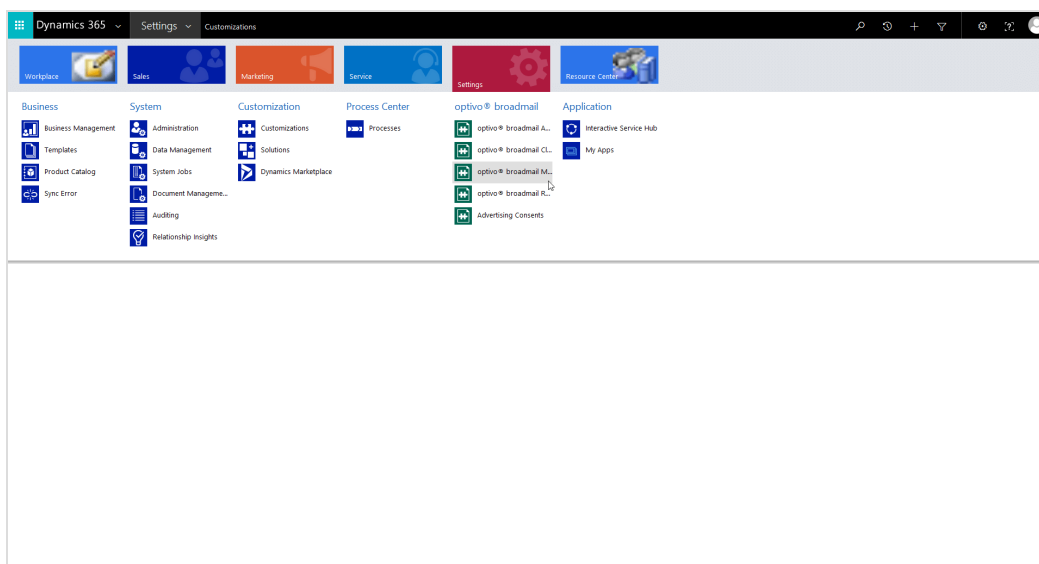 Dynamics 365 Settings Customizations
Workplace Sales Marketing Service Settings Resource Center
Business System Customization Process Center optivo® broadmail Application
Business Management Administration Customizations Processes optivo® broadmail A... Interactive Service Hub
Templates Data Management Solutions optivo® broadmail Cl... My Apps
Product Catalog System Jobs Dynamics Marketplace optivo® broadmail M...
Sync Error Document Manageme... optivo® broadmail R...
Auditing Advertising Consents
Relationship Insights